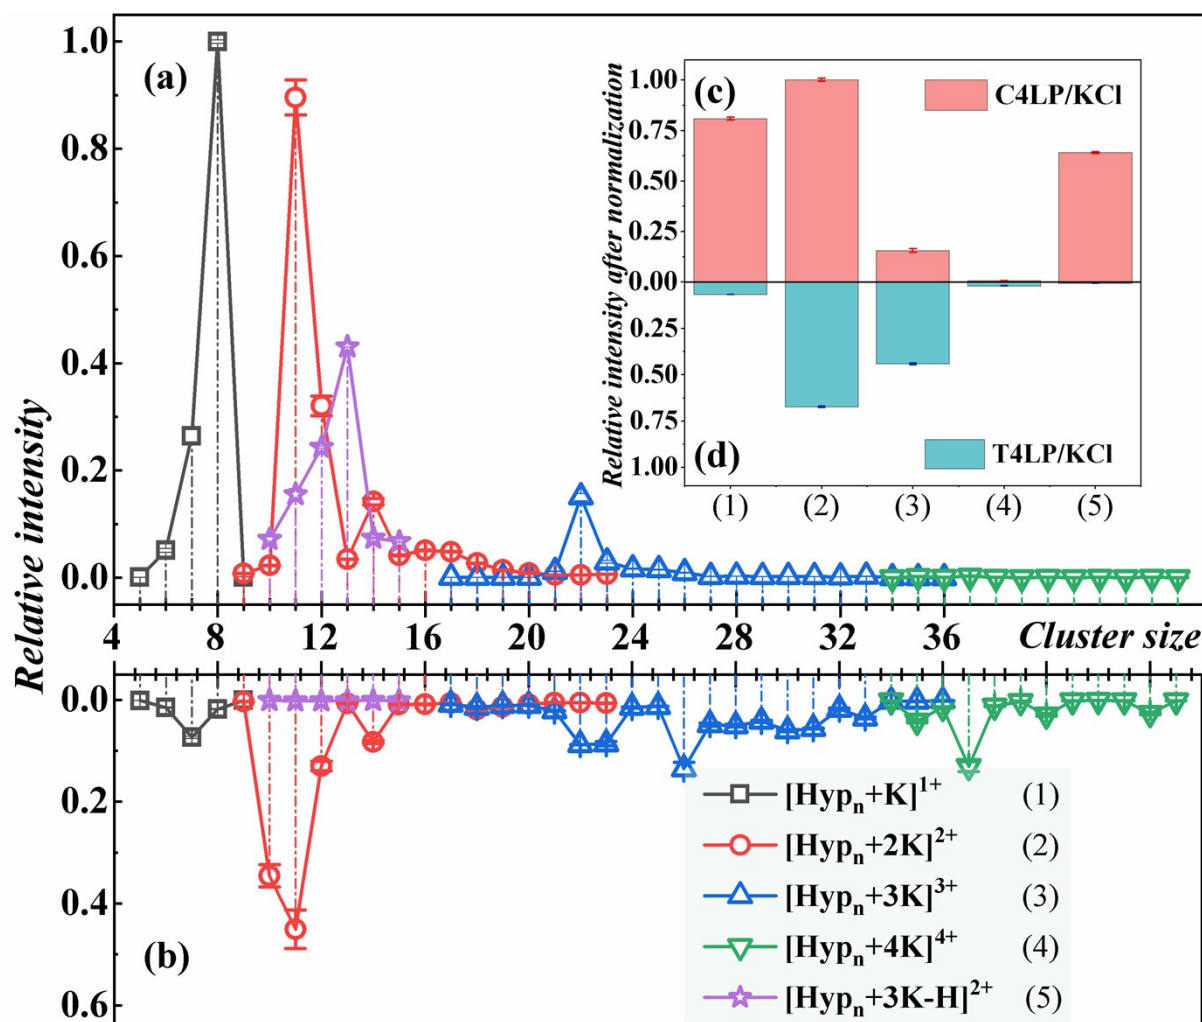 (a)
1.0
0.8
0.6
0.4
0.2
0.0
Relative intensity
4 8 12 16 20 24 28 32 36 Cluster size
(c)
C4LP/KCl
1.00
0.75
0.50
0.25
0.00
0.25
0.50
0.75
1.00
Relative intensity after normalization
(d)
T4LP/KCl
(1) (2) (3) (4) (5)
0.0
0.2
0.4
0.6
(b)
[Hypₙ+K]¹⁺ (1)
[Hypₙ+2K]²⁺ (2)
[Hypₙ+3K]³⁺ (3)
[Hypₙ+4K]⁴⁺ (4)
[Hypₙ+3K-H]²⁺ (5)